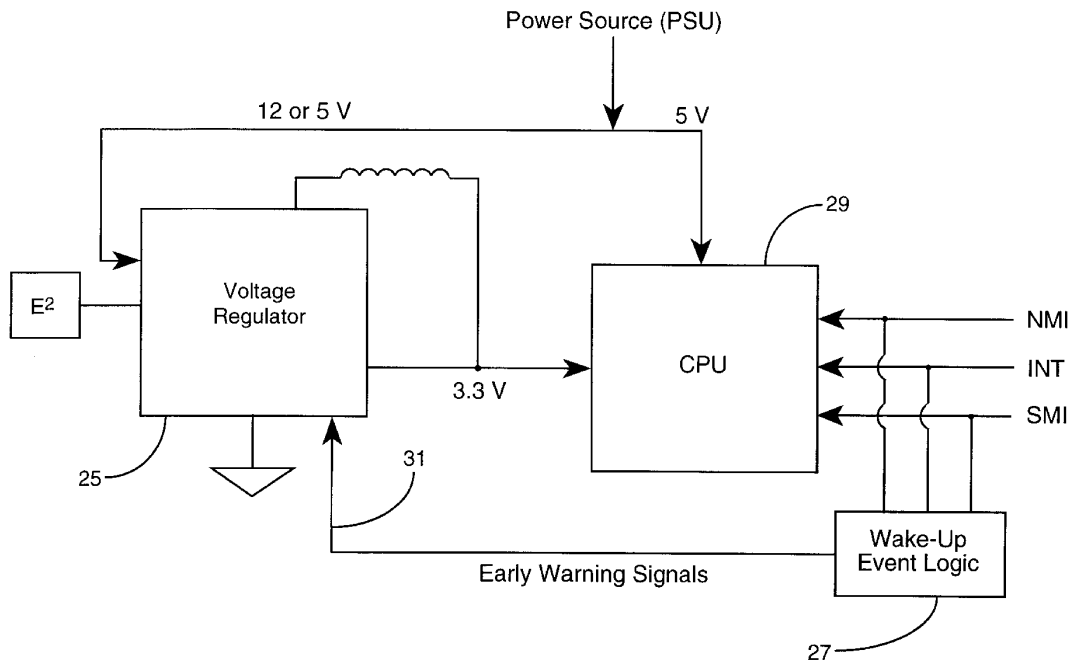 Power Source (PSU)
12 or 5 V
5 V
29
E²
Voltage
Regulator
CPU
NMI
INT
SMI
3.3 V
25
31
Wake-Up
Event Logic
Early Warning Signals
27